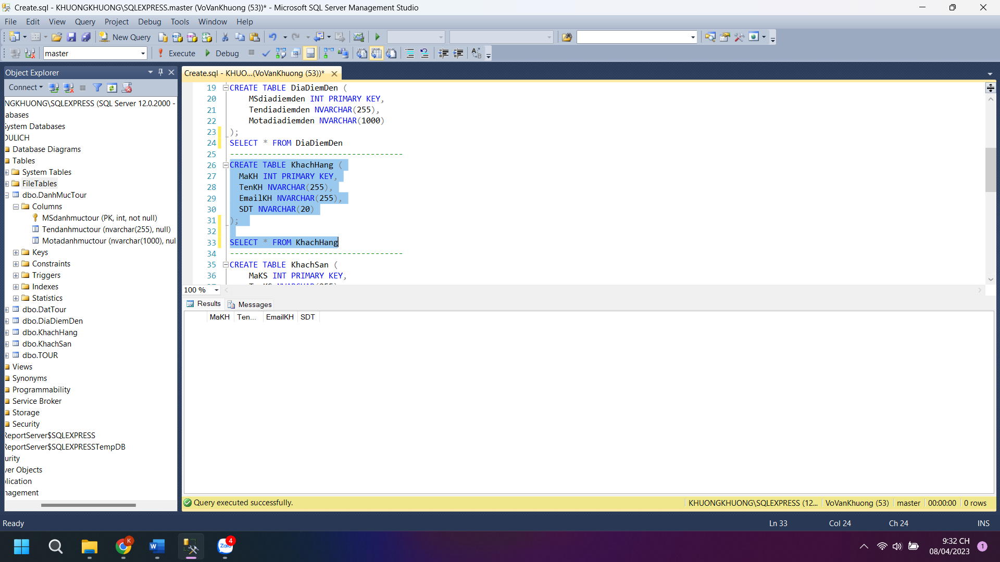 Create.sql - KHUONGKHUONG\SQLEXPRESS.master (VoVanKhuong (53))* - Microsoft SQL Server Management Studio
File Edit View Query Project Debug Tools Window Help
New Query
master Execute Debug
Object Explorer
Connect
NGKHUONG\SQLEXPRESS (SQL Server 12.0.2000 -
abases
System Databases
DULICH
Database Diagrams
Tables
System Tables
FileTables
dbo.DanhMucTour
Columns
MSdanhmuctour (PK, int, not null)
Tendanhmuctour (nvarchar(255), null)
Motadanhmuctour (nvarchar(1000), nul
Keys
Constraints
Triggers
Indexes
Statistics
dbo.DatTour
dbo.DiaDiemDen
dbo.KhachHang
dbo.KhachSan
dbo.TOUR
Views
Synonyms
Programmability
Service Broker
Storage
Security
ReportServer$SQLEXPRESS
ReportServer$SQLEXPRESSTempDB
urity
ver Objects
lication
nagement
Create.sql - KHUO...(VoVanKhuong (53))*
19 CREATE TABLE DiaDiemDen (
20 MSdiadiemden INT PRIMARY KEY,
21 Tendiadiemden NVARCHAR(255),
22 Motadiadiemden NVARCHAR(1000)
23 );
24 SELECT * FROM DiaDiemDen
25 -------------------------------------
26 CREATE TABLE KhachHang (
27 MaKH INT PRIMARY KEY,
28 TenKH NVARCHAR(255),
29 EmailKH NVARCHAR(255),
30 SDT NVARCHAR(20)
31 );
32
33 SELECT * FROM KhachHang
34 -------------------------------------
35 CREATE TABLE KhachSan (
36 MaKS INT PRIMARY KEY,
100 %
Results Messages
MaKH Ten... EmailKH SDT
Query executed successfully. KHUONGKHUONG\SQLEXPRESS (12... VoVanKhuong (53) master 00:00:00 0 rows
Ready Ln 33 Col 24 Ch 24 INS
K
W
Zalo
4
9:32 CH
08/04/2023
1